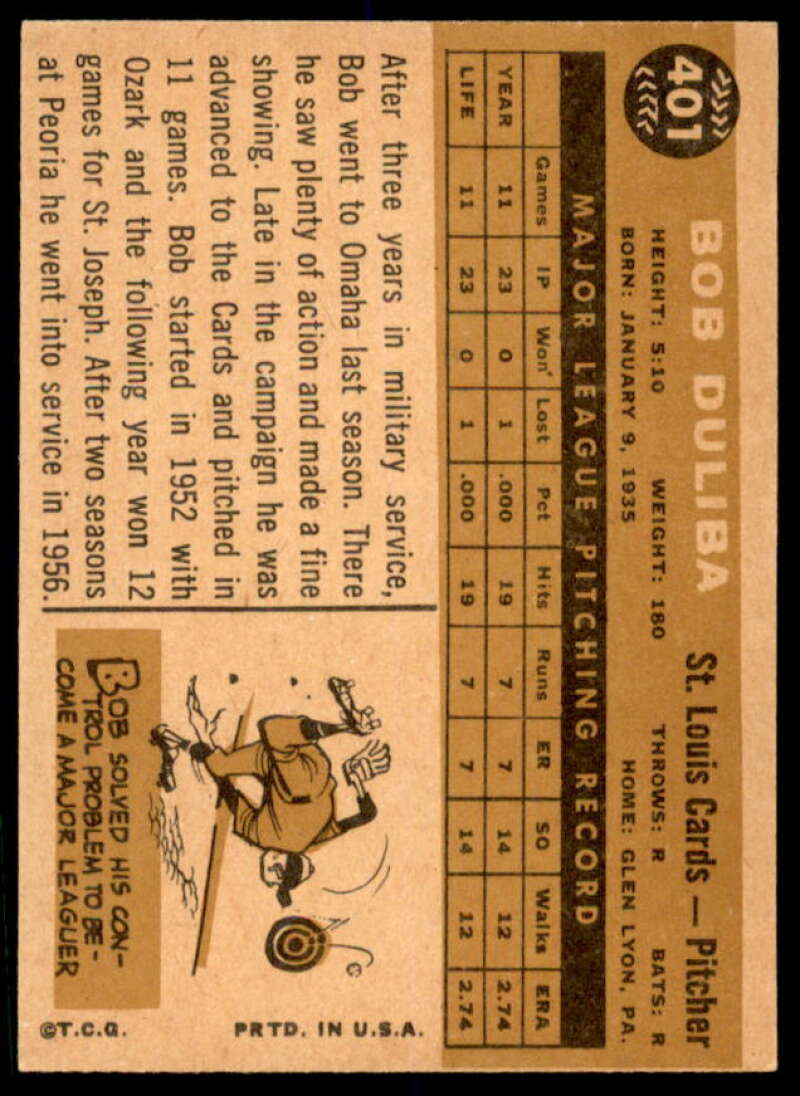 401
BOB DULIBA St. Louis Cards — Pitcher
HEIGHT: 5:10 WEIGHT: 180 THROWS: R BATS: R
BORN: JANUARY 9, 1935 HOME: GLEN LYON, PA.
MAJOR LEAGUE PITCHING RECORD
Games IP Won Lost Pct Hits Runs ER SO Walks ERA
YEAR 11 23 0 1 .000 19 7 7 14 12 2.74
LIFE 11 23 0 1 .000 19 7 7 14 12 2.74
After three years in military service,
Bob went to Omaha last season. There
he saw plenty of action and made a fine
showing. Late in the campaign he was
advanced to the Cards and pitched in
11 games. Bob started in 1952 with
Ozark and the following year won 12
games for St. Joseph. After two seasons
at Peoria he went into service in 1956.
BOB SOLVED HIS CON-
TROL PROBLEM TO BE-
COME A MAJOR LEAGUER
©T.C.G. PRTD. IN U.S.A.